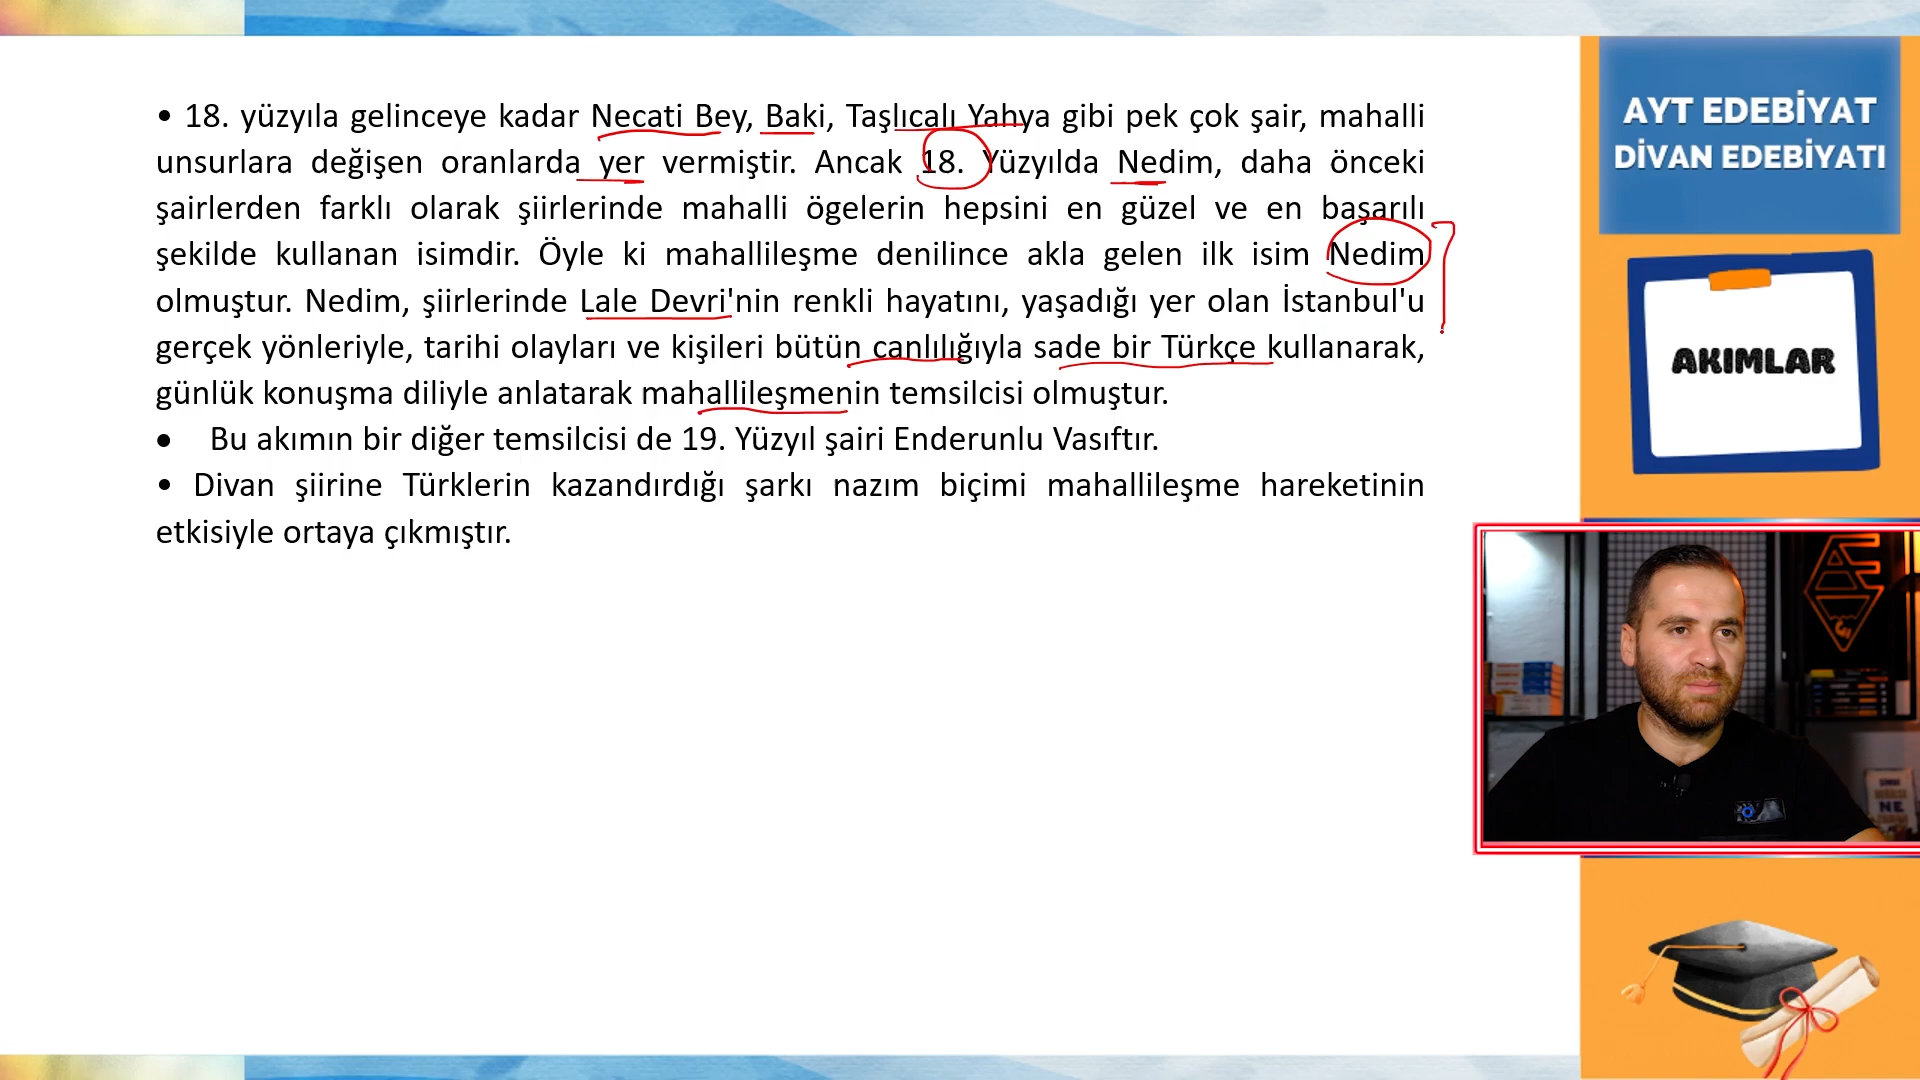 • 18. yüzyıla gelinceye kadar Necati Bey, Baki, Taşlıcalı Yahya gibi pek çok şair, mahalli
unsurlara değişen oranlarda yer vermiştir. Ancak 18. Yüzyılda Nedim, daha önceki
şairlerden farklı olarak şiirlerinde mahalli ögelerin hepsini en güzel ve en başarılı
şekilde kullanan isimdir. Öyle ki mahallileşme denilince akla gelen ilk isim Nedim
olmuştur. Nedim, şiirlerinde Lale Devri'nin renkli hayatını, yaşadığı yer olan İstanbul'u
gerçek yönleriyle, tarihi olayları ve kişileri bütün canlılığıyla sade bir Türkçe kullanarak,
günlük konuşma diliyle anlatarak mahallileşmenin temsilcisi olmuştur.
• Bu akımın bir diğer temsilcisi de 19. Yüzyıl şairi Enderunlu Vasıftır.
• Divan şiirine Türklerin kazandırdığı şarkı nazım biçimi mahallileşme hareketinin
etkisiyle ortaya çıkmıştır.
AYT EDEBİYAT
DİVAN EDEBİYATI
AKIMLAR
NE